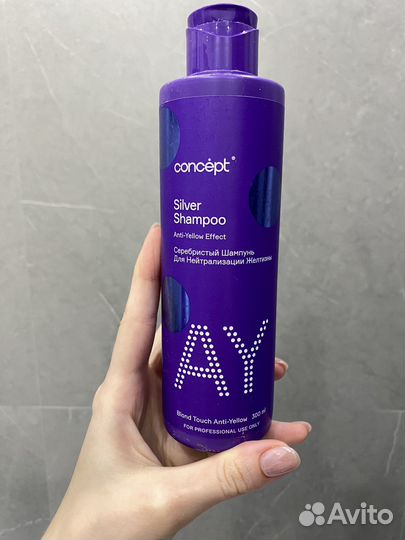 concépt°
Silver
Shampoo
Anti-Yellow Effect
Серебристый Шампунь
Для Нейтрализации Желтизны
AY
Blond Touch Anti-Yellow 300 ml
FOR PROFESSIONAL USE ONLY
Avito